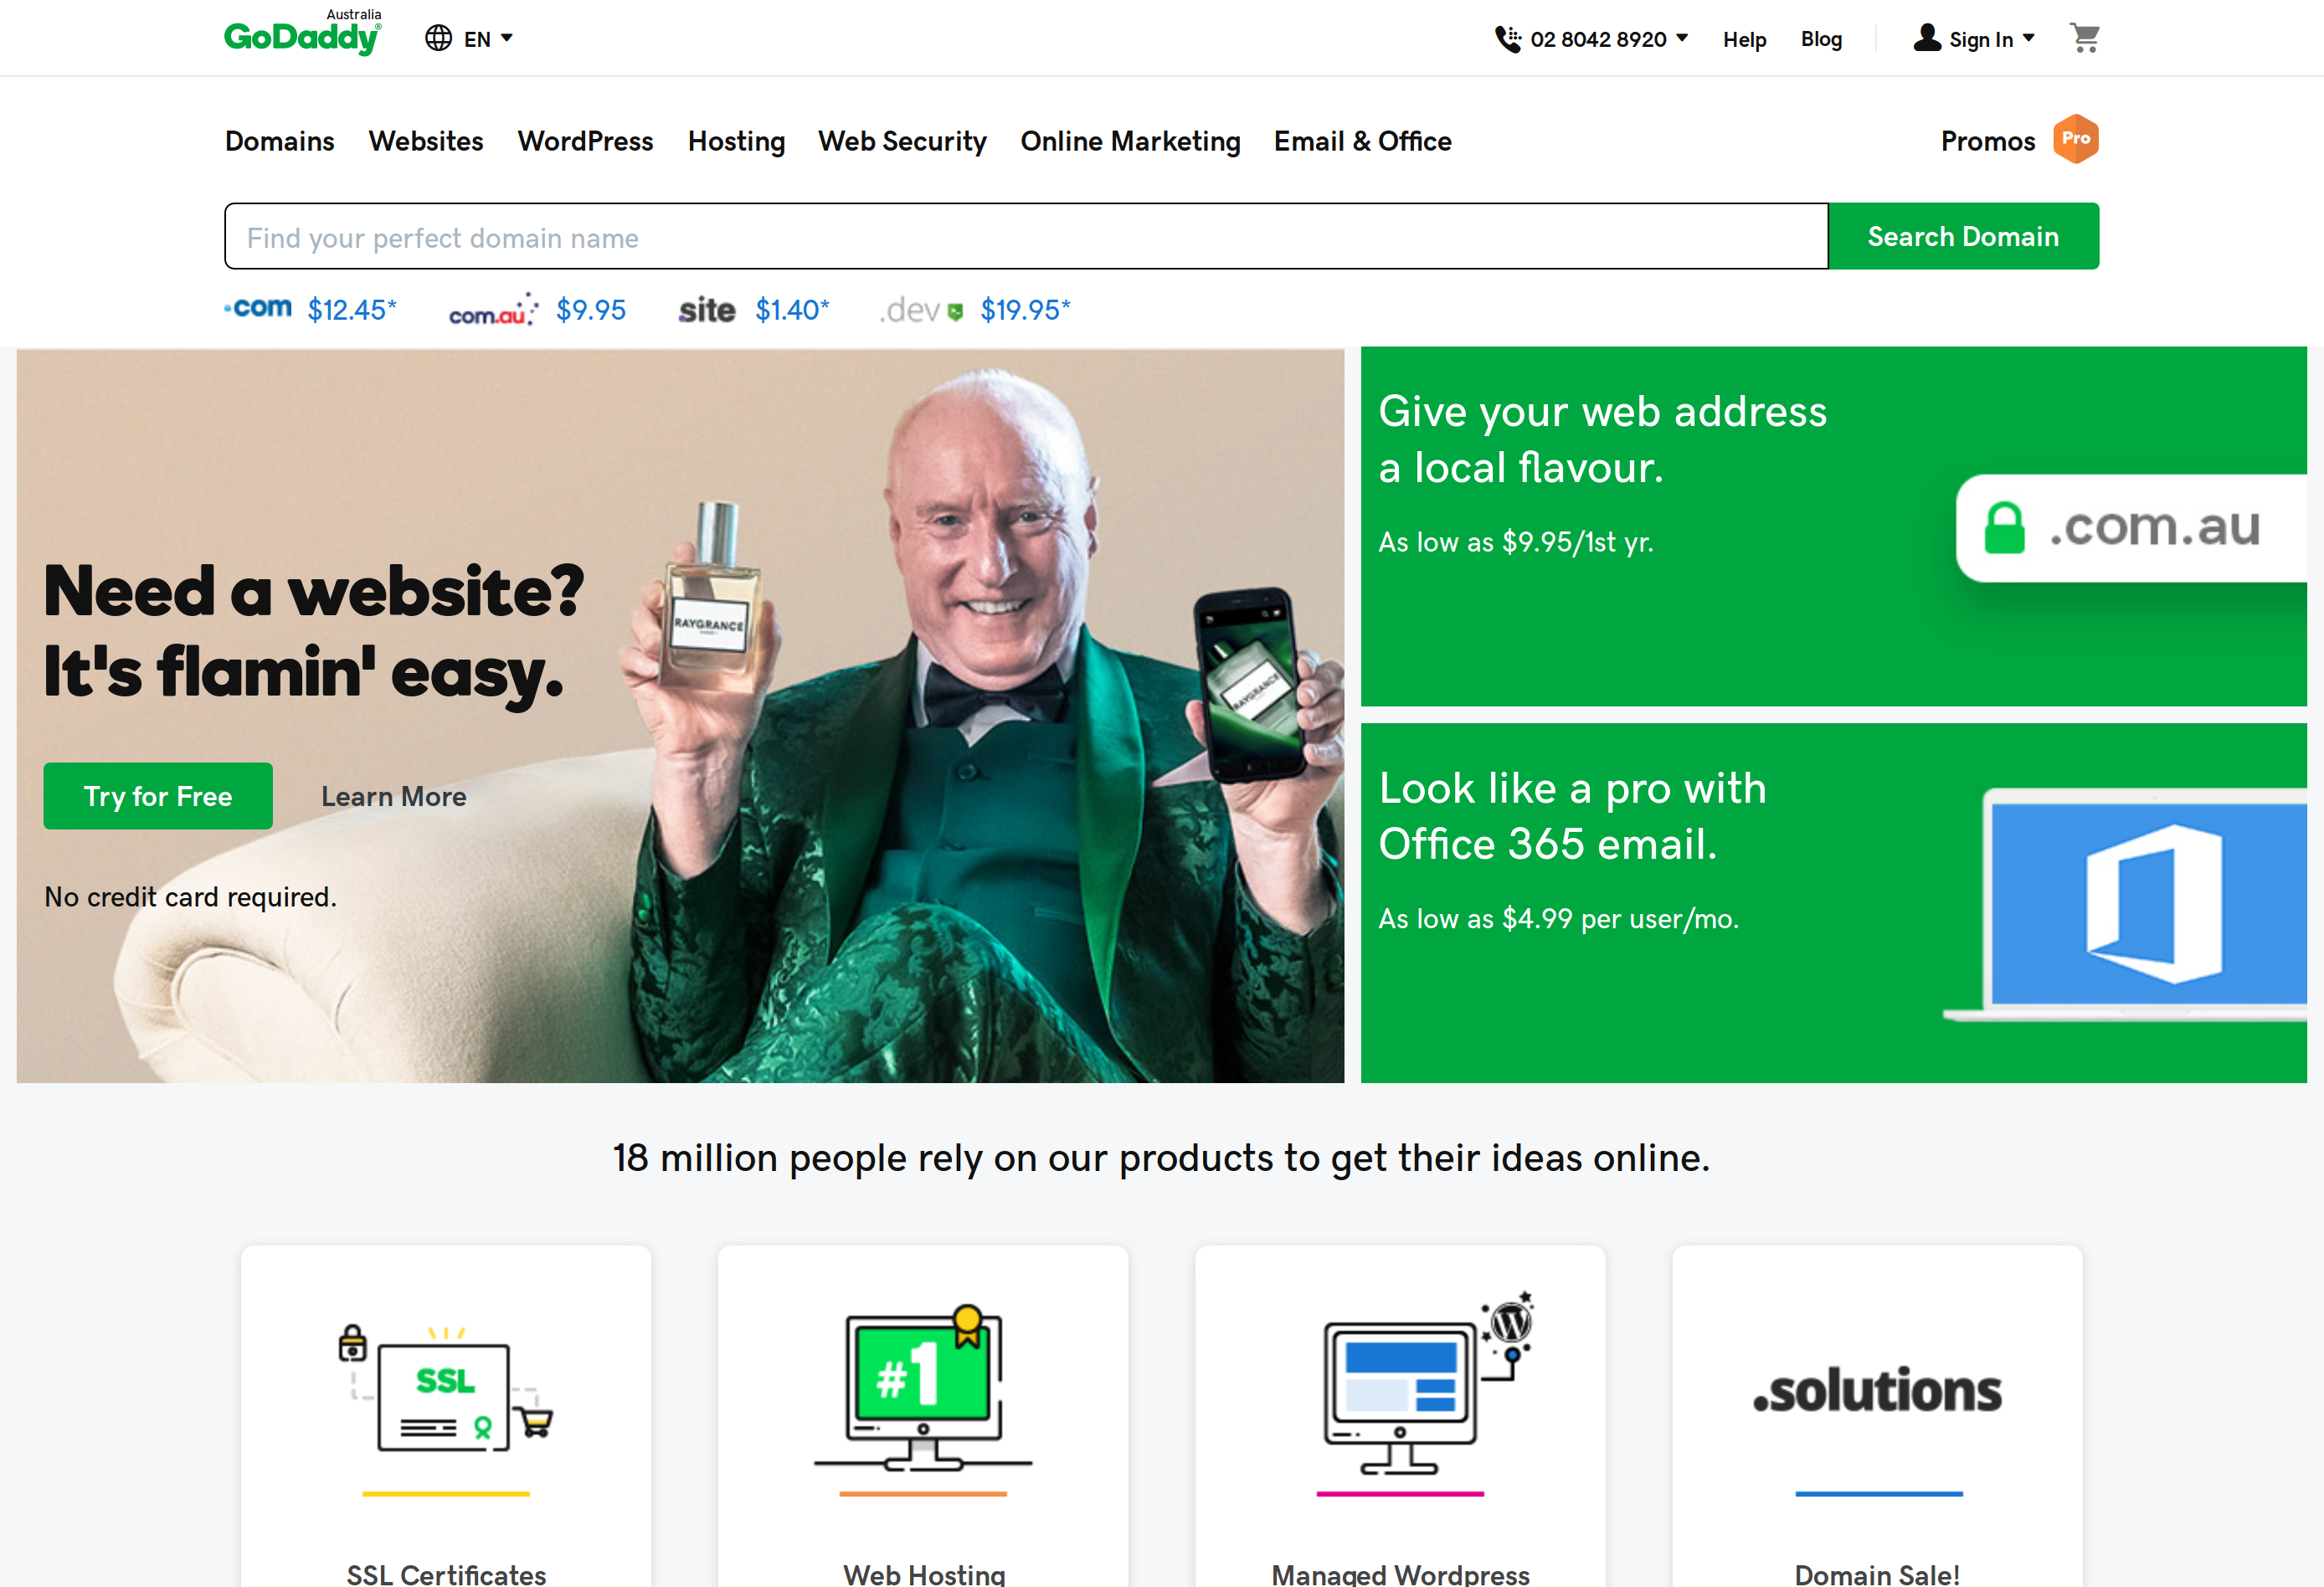 Australia
GoDaddy®
EN
02 8042 8920
Help
Blog
Sign In
Domains
Websites
WordPress
Hosting
Web Security
Online Marketing
Email & Office
Promos
Pro
Find your perfect domain name
Search Domain
.com $12.45*
com.au $9.95
site $1.40*
.dev $19.95*
Need a website?
It's flamin' easy.
Try for Free
Learn More
No credit card required.
RAYGRANCE
RAYGRANCE
Give your web address
a local flavour.
As low as $9.95/1st yr.
.com.au
Look like a pro with
Office 365 email.
As low as $4.99 per user/mo.
18 million people rely on our products to get their ideas online.
SSL
#1
W
.solutions
SSL Certificates
Web Hosting
Managed Wordpress
Domain Sale!